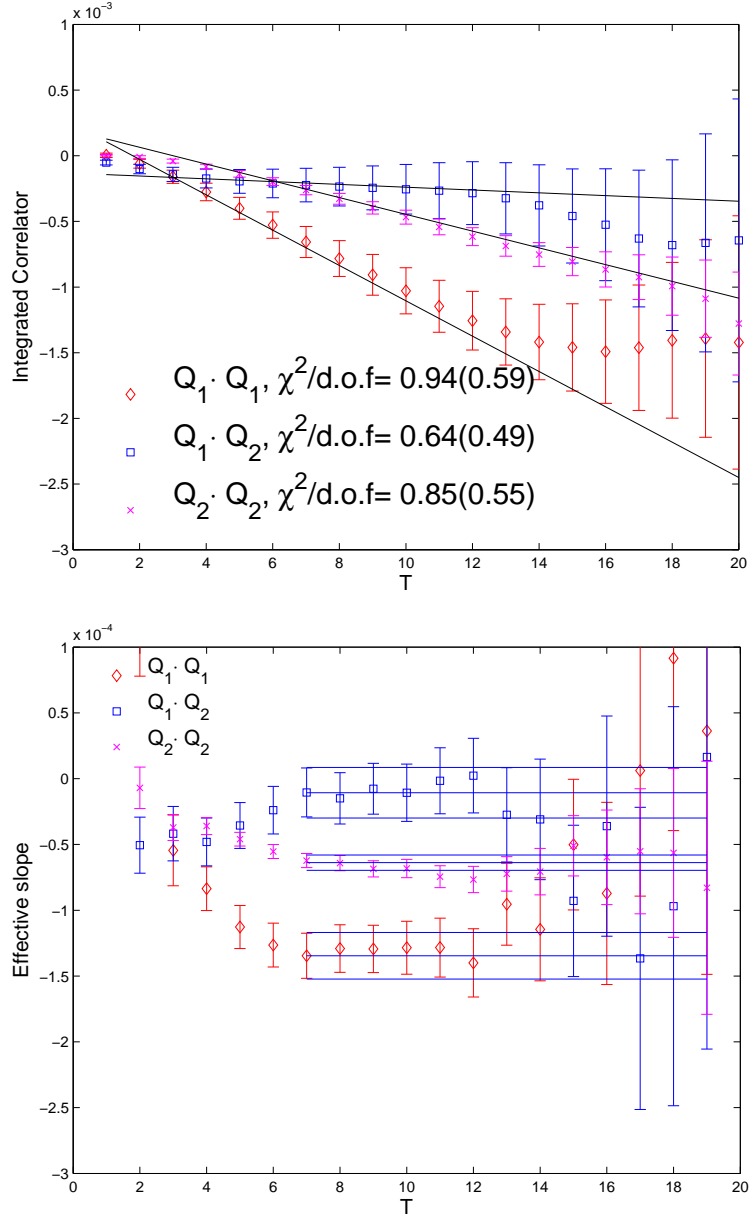 x 10⁻³
1
0.5
0
−0.5
−1
−1.5
−2
−2.5
−3
Integrated Correlator
Q₁· Q₁, χ²/d.o.f= 0.94(0.59)
Q₁· Q₂, χ²/d.o.f= 0.64(0.49)
Q₂· Q₂, χ²/d.o.f= 0.85(0.55)
0 2 4 6 8 10 12 14 16 18 20
T
x 10⁻⁴
1
0.5
0
−0.5
−1
−1.5
−2
−2.5
−3
Effective slope
Q₁· Q₁
Q₁· Q₂
Q₂· Q₂
0 2 4 6 8 10 12 14 16 18 20
T